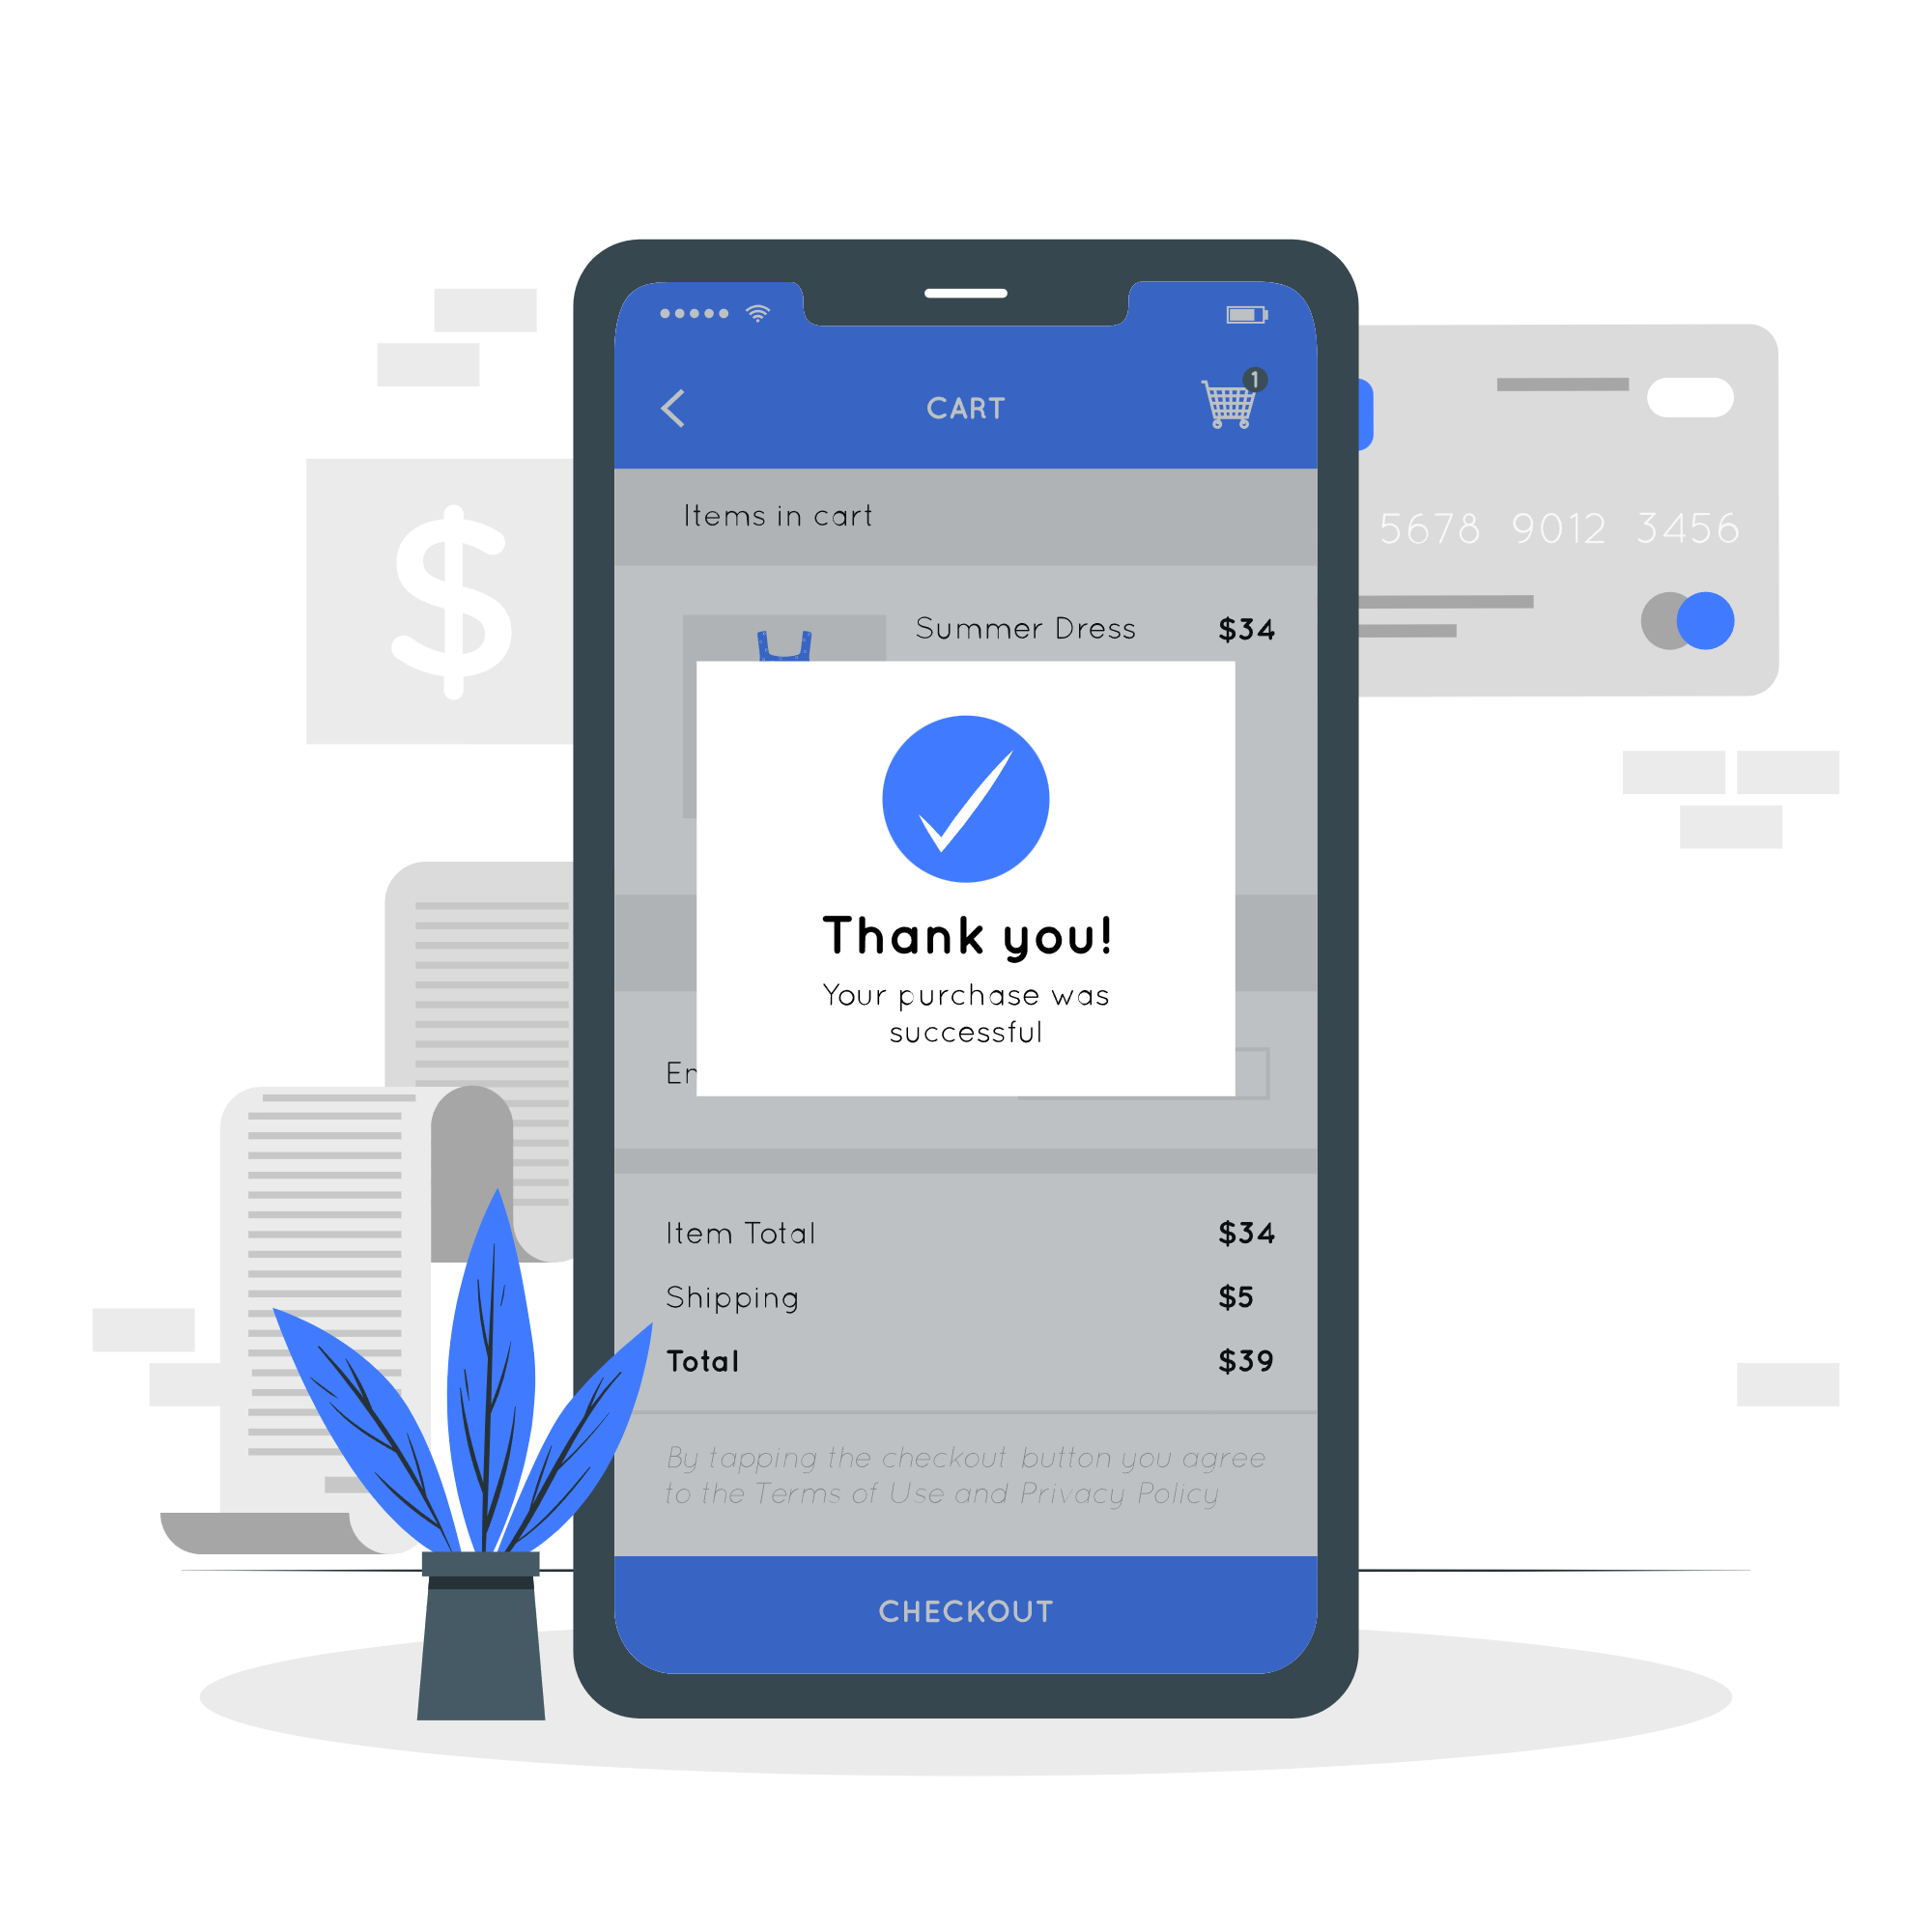 CART
1
Items in cart
Summer Dress $34
5678 9012 3456
$
Thank you!
Your purchase was
successful
Item Total $34
Shipping $5
Total $39
By tapping the checkout button you agree
to the Terms of Use and Privacy Policy
CHECKOUT